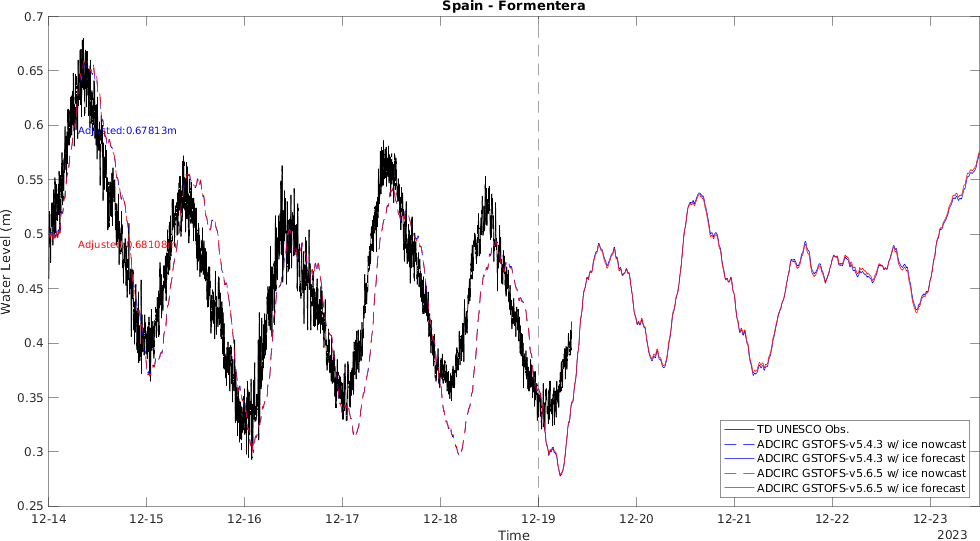 Spain - Formentera
0.7
0.65
0.6
0.55
0.5
0.45
0.4
0.35
0.3
0.25
Water Level (m)
Adjusted:0.67813m
TD UNESCO Obs.
ADCIRC GSTOFS-v5.4.3 w/ ice nowcast
ADCIRC GSTOFS-v5.4.3 w/ ice forecast
ADCIRC GSTOFS-v5.6.5 w/ ice nowcast
ADCIRC GSTOFS-v5.6.5 w/ ice forecast
12-14 12-15 12-16 12-17 12-18 12-19 12-20 12-21 12-22 12-23
Time
2023